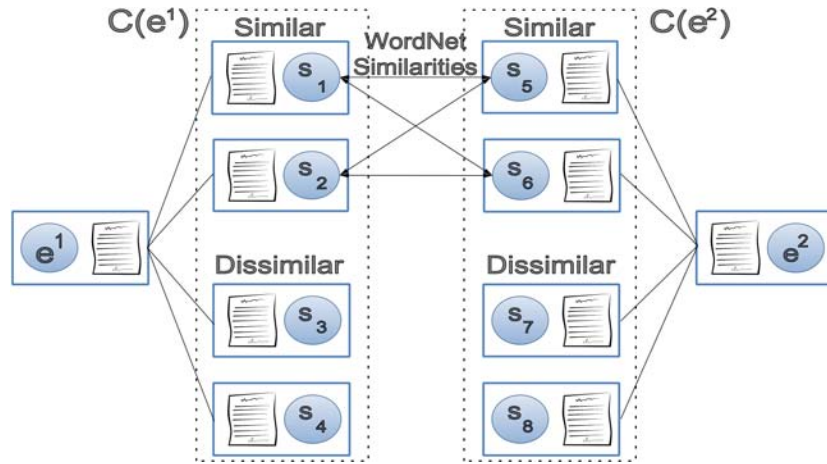 C(e¹) Similar WordNet Similarities Similar C(e²)
s₁ s₅
s₂ s₆
e¹ e²
Dissimilar Dissimilar
s₃ s₇
s₄ s₈